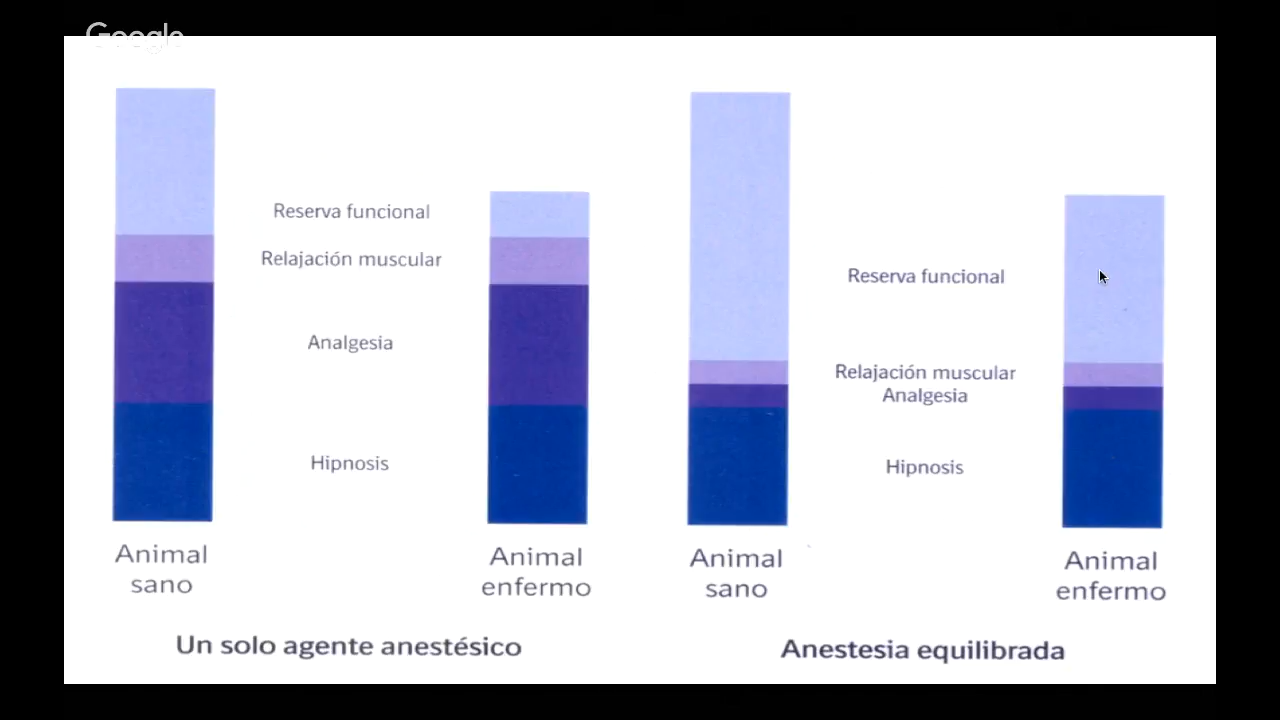 Google
Reserva funcional
Relajación muscular
Analgesia
Hipnosis
Animal
sano
Animal
enfermo
Un solo agente anestésico
Reserva funcional
Relajación muscular
Analgesia
Hipnosis
Animal
sano
Animal
enfermo
Anestesia equilibrada